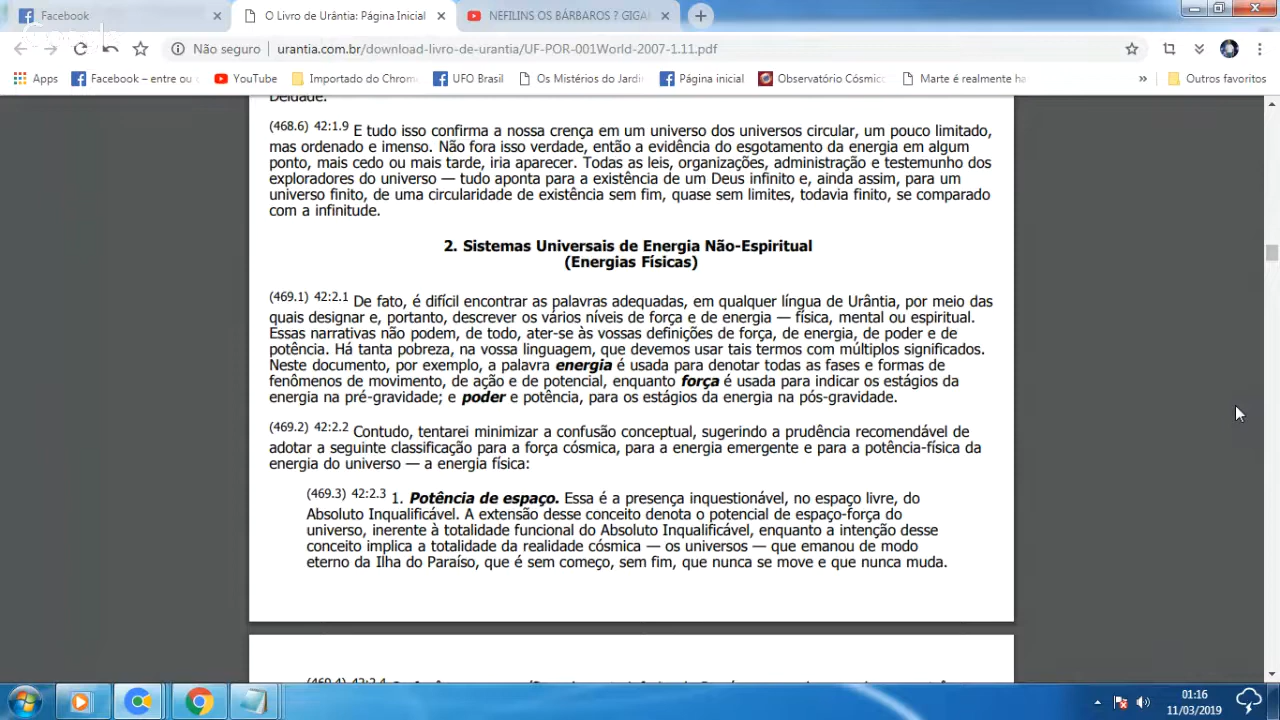 Facebook
O Livro de Urântia: Página Inicial
NEFILINS OS BÁRBAROS ? GIGA
Não seguro
urantia.com.br/download-livro-de-urantia/UF-POR-001World-2007-1.11.pdf
Apps
Facebook – entre ou
YouTube
Importado do Chrom
UFO Brasil
Os Mistérios do Jardi
Página inicial
Observatório Cósmic
Marte é realmente ha
»
Outros favoritos
Deidade.
(468.6) 42:1.9 E tudo isso confirma a nossa crença em um universo dos universos circular, um pouco limitado,
mas ordenado e imenso. Não fora isso verdade, então a evidência do esgotamento da energia em algum
ponto, mais cedo ou mais tarde, iria aparecer. Todas as leis, organizações, administração e testemunho dos
exploradores do universo — tudo aponta para a existência de um Deus infinito e, ainda assim, para um
universo finito, de uma circularidade de existência sem fim, quase sem limites, todavia finito, se comparado
com a infinitude.
2. Sistemas Universais de Energia Não-Espiritual
(Energias Físicas)
(469.1) 42:2.1 De fato, é difícil encontrar as palavras adequadas, em qualquer língua de Urântia, por meio das
quais designar e, portanto, descrever os vários níveis de força e de energia — física, mental ou espiritual.
Essas narrativas não podem, de todo, ater-se às vossas definições de força, de energia, de poder e de
potência. Há tanta pobreza, na vossa linguagem, que devemos usar tais termos com múltiplos significados.
Neste documento, por exemplo, a palavra energia é usada para denotar todas as fases e formas de
fenômenos de movimento, de ação e de potencial, enquanto força é usada para indicar os estágios da
energia na pré-gravidade; e poder e potência, para os estágios da energia na pós-gravidade.
(469.2) 42:2.2 Contudo, tentarei minimizar a confusão conceptual, sugerindo a prudência recomendável de
adotar a seguinte classificação para a força cósmica, para a energia emergente e para a potência-física da
energia do universo — a energia física:
(469.3) 42:2.3 1. Potência de espaço. Essa é a presença inquestionável, no espaço livre, do
Absoluto Inqualificável. A extensão desse conceito denota o potencial de espaço-força do
universo, inerente à totalidade funcional do Absoluto Inqualificável, enquanto a intenção desse
conceito implica a totalidade da realidade cósmica — os universos — que emanou de modo
eterno da Ilha do Paraíso, que é sem começo, sem fim, que nunca se move e que nunca muda.
(469.4) 42:2.4
01:16
11/03/2019